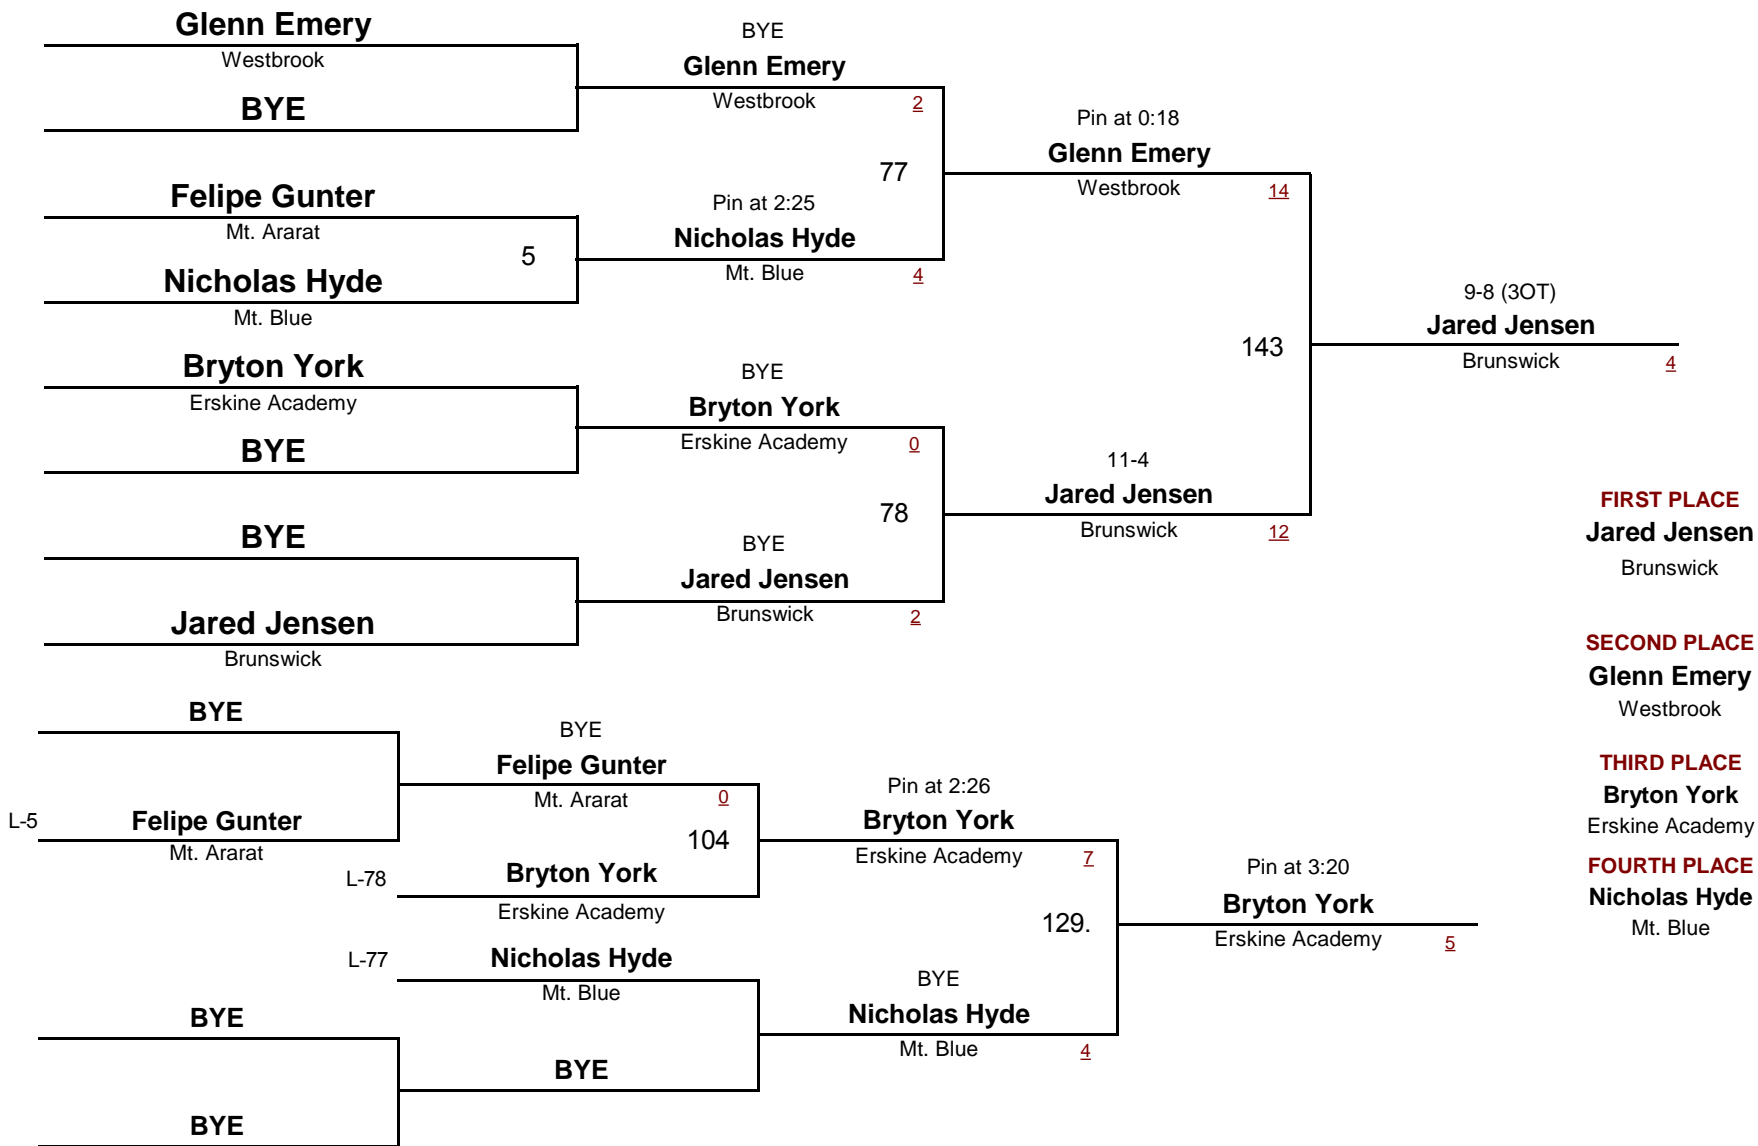 Glenn Emery
Westbrook
BYE
Felipe Gunter
Mt. Ararat
5
Nicholas Hyde
Mt. Blue
Bryton York
Erskine Academy
BYE
BYE
Jared Jensen
Brunswick
BYE
Glenn Emery
Westbrook 2
77
Pin at 2:25
Nicholas Hyde
Mt. Blue 4
BYE
Bryton York
Erskine Academy 0
78
BYE
Jared Jensen
Brunswick 2
Pin at 0:18
Glenn Emery
Westbrook 14
143
11-4
Jared Jensen
Brunswick 12
9-8 (3OT)
Jared Jensen
Brunswick 4
FIRST PLACE
Jared Jensen
Brunswick
SECOND PLACE
Glenn Emery
Westbrook
THIRD PLACE
Bryton York
Erskine Academy
FOURTH PLACE
Nicholas Hyde
Mt. Blue
BYE
L-5 Felipe Gunter
Mt. Ararat
BYE
Felipe Gunter
Mt. Ararat 0
104
L-78 Bryton York
Erskine Academy
L-77 Nicholas Hyde
Mt. Blue
BYE
BYE
BYE
Pin at 2:26
Bryton York
Erskine Academy 7
129.
BYE
Nicholas Hyde
Mt. Blue 4
Pin at 3:20
Bryton York
Erskine Academy 5